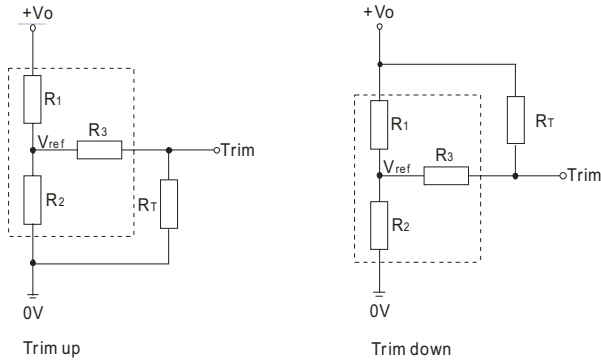 +Vo
R1
Vref
R3
Trim
R2
RT
0V
Trim up
+Vo
R1
RT
Vref
R3
Trim
R2
0V
Trim down